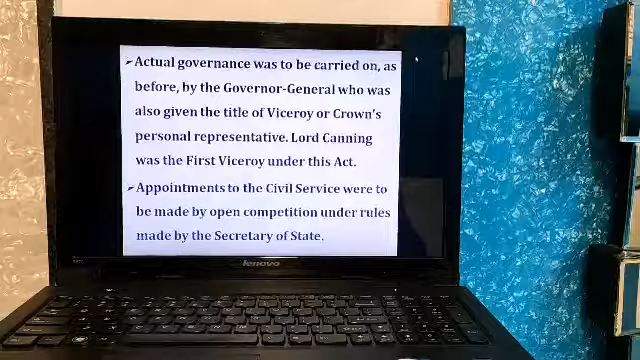 ➢Actual governance was to be carried on, as
before, by the Governor-General who was
also given the title of Viceroy or Crown's
personal representative. Lord Canning
was the First Viceroy under this Act.
➢Appointments to the Civil Service were to
be made by open competition under rules
made by the Secretary of State.
lenovo